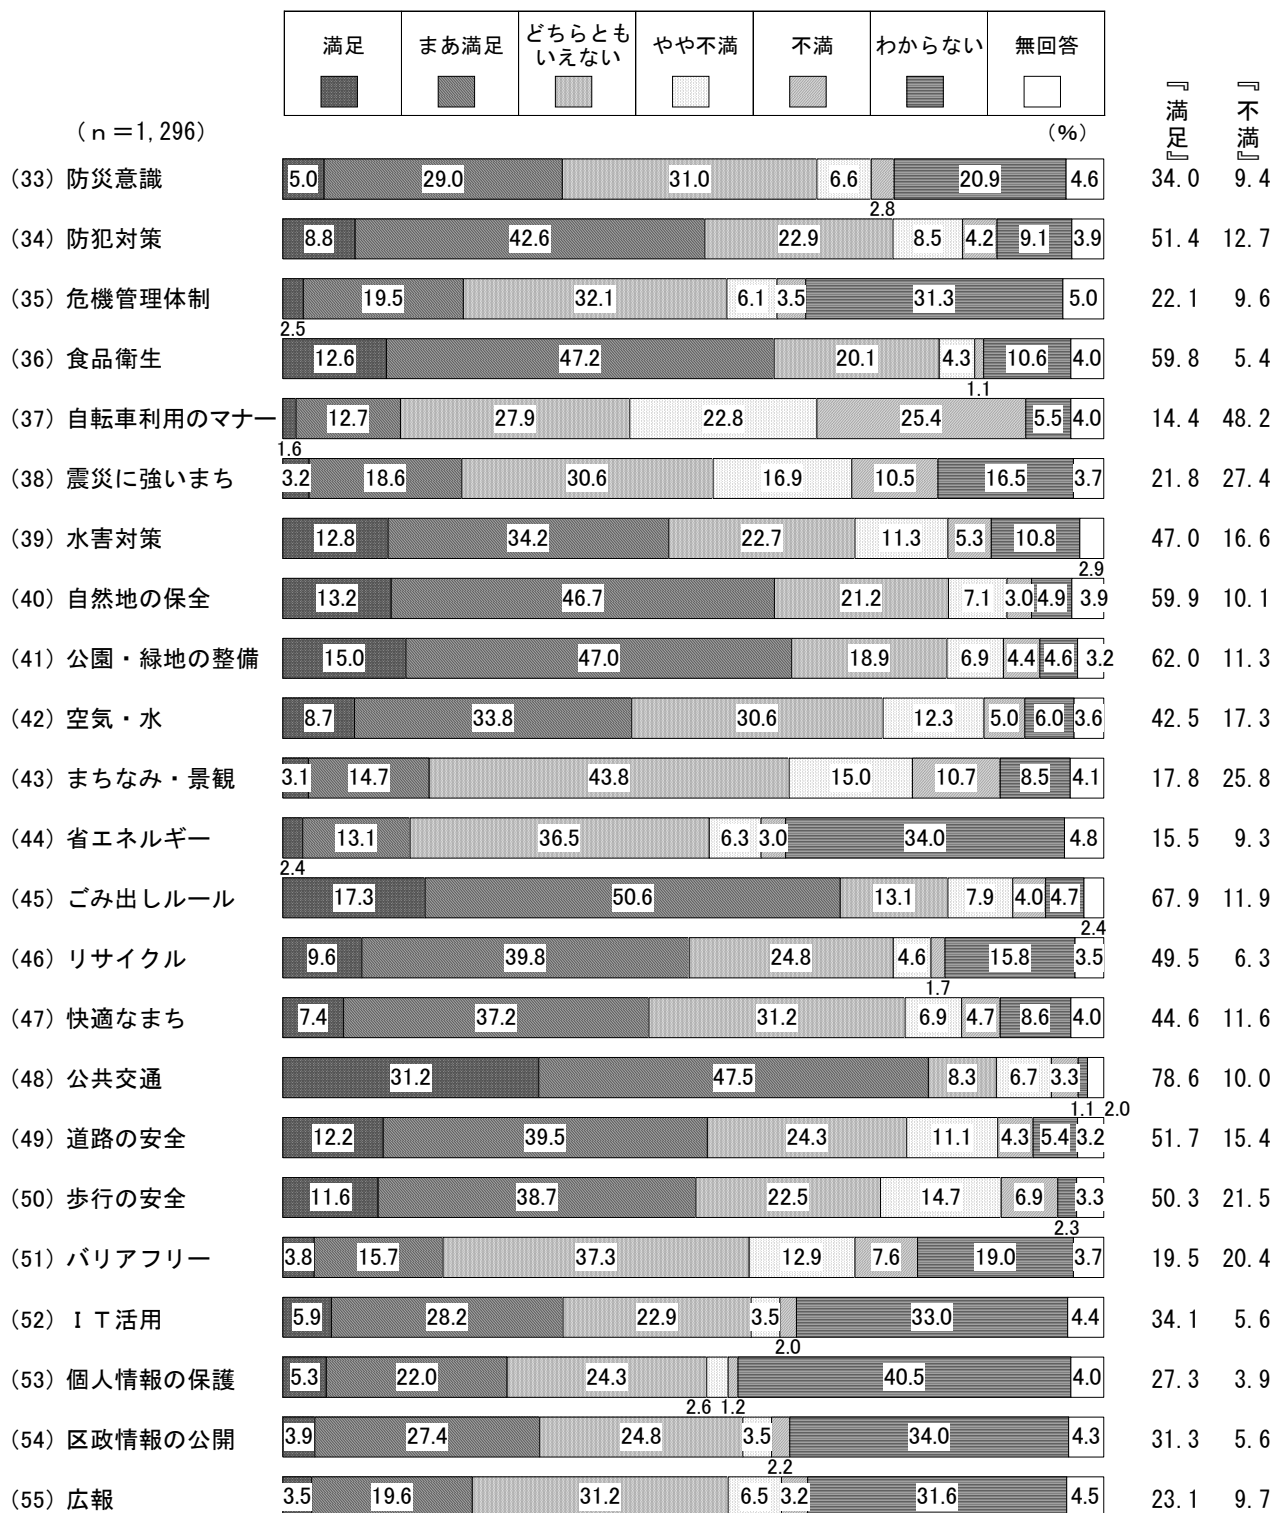 満足 まあ満足 どちらとも いえない やや不満 不満 わからない 無回答
『満足』 『不満』
(ｎ＝1,296) (%)
(33) 防災意識 5.0 29.0 31.0 6.6 2.8 20.9 4.6 34.0 9.4
(34) 防犯対策 8.8 42.6 22.9 8.5 4.2 9.1 3.9 51.4 12.7
(35) 危機管理体制 2.5 19.5 32.1 6.1 3.5 31.3 5.0 22.1 9.6
(36) 食品衛生 12.6 47.2 20.1 4.3 1.1 10.6 4.0 59.8 5.4
(37) 自転車利用のマナー 1.6 12.7 27.9 22.8 25.4 5.5 4.0 14.4 48.2
(38) 震災に強いまち 3.2 18.6 30.6 16.9 10.5 16.5 3.7 21.8 27.4
(39) 水害対策 12.8 34.2 22.7 11.3 5.3 10.8 2.9 47.0 16.6
(40) 自然地の保全 13.2 46.7 21.2 7.1 3.0 4.9 3.9 59.9 10.1
(41) 公園・緑地の整備 15.0 47.0 18.9 6.9 4.4 4.6 3.2 62.0 11.3
(42) 空気・水 8.7 33.8 30.6 12.3 5.0 6.0 3.6 42.5 17.3
(43) まちなみ・景観 3.1 14.7 43.8 15.0 10.7 8.5 4.1 17.8 25.8
(44) 省エネルギー 2.4 13.1 36.5 6.3 3.0 34.0 4.8 15.5 9.3
(45) ごみ出しルール 17.3 50.6 13.1 7.9 4.0 4.7 2.4 67.9 11.9
(46) リサイクル 9.6 39.8 24.8 4.6 1.7 15.8 3.5 49.5 6.3
(47) 快適なまち 7.4 37.2 31.2 6.9 4.7 8.6 4.0 44.6 11.6
(48) 公共交通 31.2 47.5 8.3 6.7 3.3 1.1 2.0 78.6 10.0
(49) 道路の安全 12.2 39.5 24.3 11.1 4.3 5.4 3.2 51.7 15.4
(50) 歩行の安全 11.6 38.7 22.5 14.7 6.9 2.3 3.3 50.3 21.5
(51) バリアフリー 3.8 15.7 37.3 12.9 7.6 19.0 3.7 19.5 20.4
(52) ＩＴ活用 5.9 28.2 22.9 3.5 2.0 33.0 4.4 34.1 5.6
(53) 個人情報の保護 5.3 22.0 24.3 2.6 1.2 40.5 4.0 27.3 3.9
(54) 区政情報の公開 3.9 27.4 24.8 3.5 2.2 34.0 4.3 31.3 5.6
(55) 広報 3.5 19.6 31.2 6.5 3.2 31.6 4.5 23.1 9.7